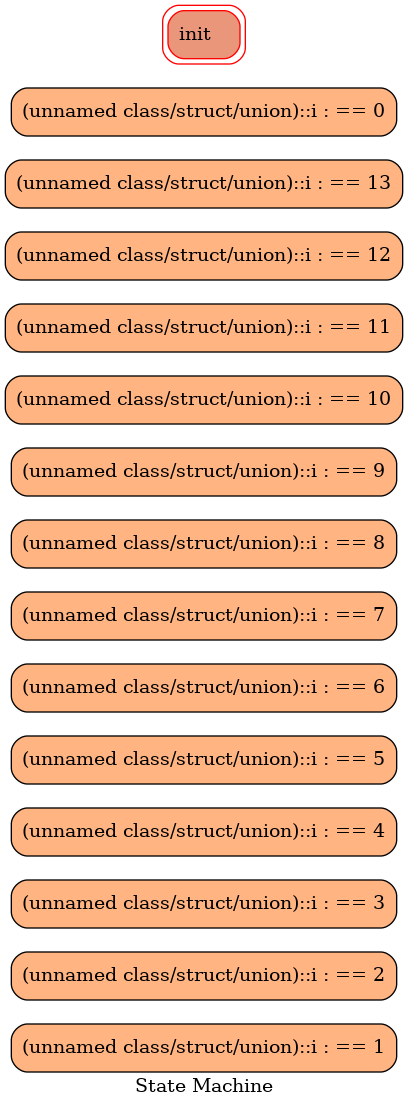 init
(unnamed class/struct/union)::i : == 0
(unnamed class/struct/union)::i : == 13
(unnamed class/struct/union)::i : == 12
(unnamed class/struct/union)::i : == 11
(unnamed class/struct/union)::i : == 10
(unnamed class/struct/union)::i : == 9
(unnamed class/struct/union)::i : == 8
(unnamed class/struct/union)::i : == 7
(unnamed class/struct/union)::i : == 6
(unnamed class/struct/union)::i : == 5
(unnamed class/struct/union)::i : == 4
(unnamed class/struct/union)::i : == 3
(unnamed class/struct/union)::i : == 2
(unnamed class/struct/union)::i : == 1
State Machine